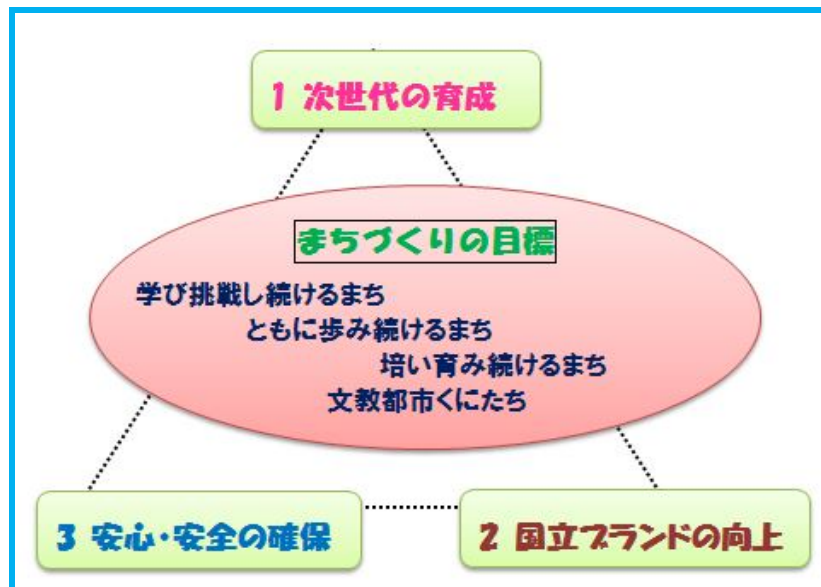 1 次世代の育成
まちづくりの目標
学び挑戦し続けるまち
ともに歩み続けるまち
培い育み続けるまち
文教都市くにたち
3 安心・安全の確保
2 国立ブランドの向上